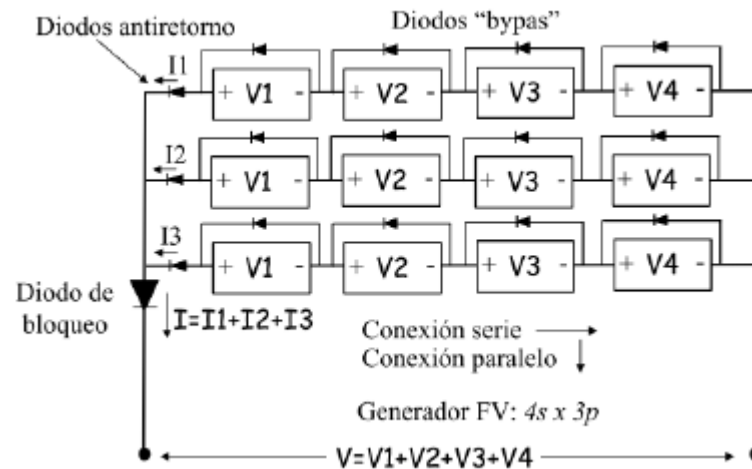 Diodos antiretorno
Diodos “bypas”
I1
+ V1 -
+ V2 -
+ V3 -
+ V4 -
I2
+ V1 -
+ V2 -
+ V3 -
+ V4 -
I3
+ V1 -
+ V2 -
+ V3 -
+ V4 -
Diodo de
bloqueo
I=I1+I2+I3
Conexión serie
Conexión paralelo
Generador FV: 4s x 3p
V=V1+V2+V3+V4